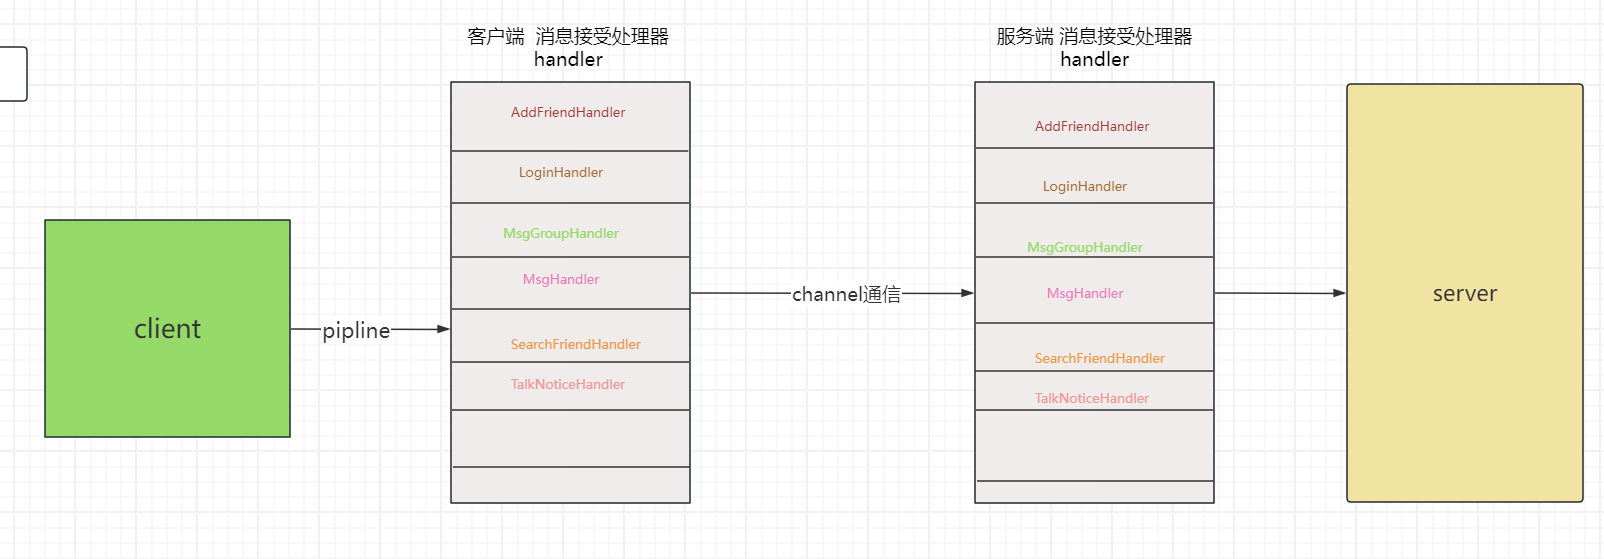 客户端  消息接受处理器
handler
AddFriendHandler
LoginHandler
MsgGroupHandler
MsgHandler
SearchFriendHandler
TalkNoticeHandler
client
pipline
channel通信
服务端 消息接受处理器
handler
AddFriendHandler
LoginHandler
MsgGroupHandler
MsgHandler
SearchFriendHandler
TalkNoticeHandler
server